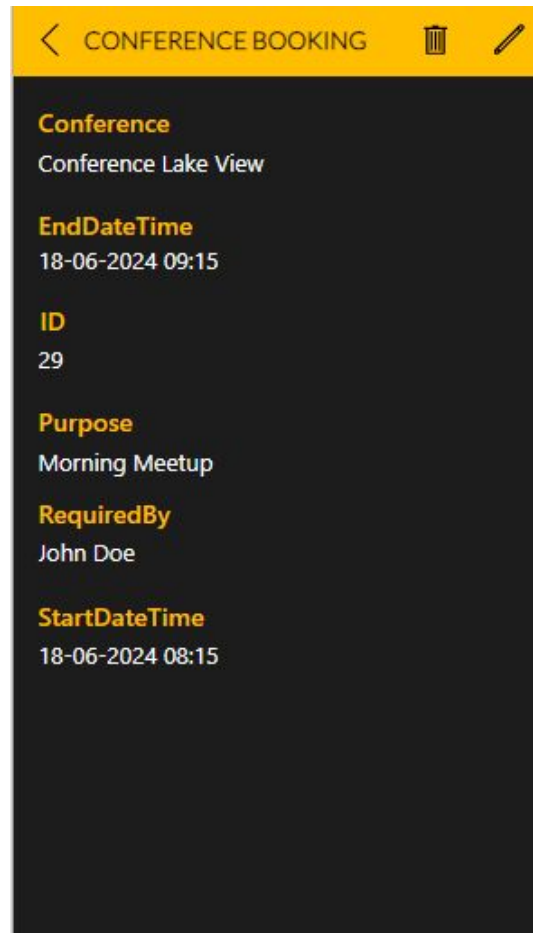 CONFERENCE BOOKING
Conference
Conference Lake View
EndDateTime
18-06-2024 09:15
ID
29
Purpose
Morning Meetup
RequiredBy
John Doe
StartDateTime
18-06-2024 08:15